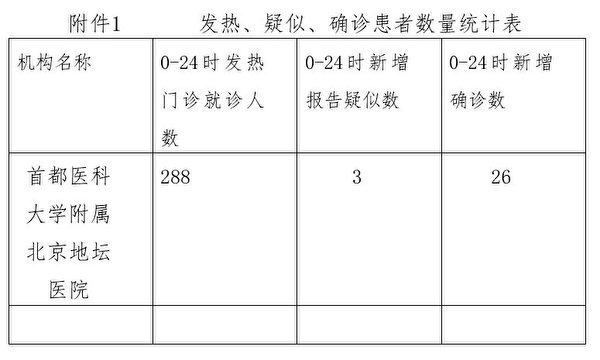 附件1 发热、疑似、确诊患者数量统计表
机构名称 0-24时发热 0-24时新增 0-24时新增
门诊就诊人 报告疑似数 确诊数
数
首都医科 288 3 26
大学附属
北京地坛
医院